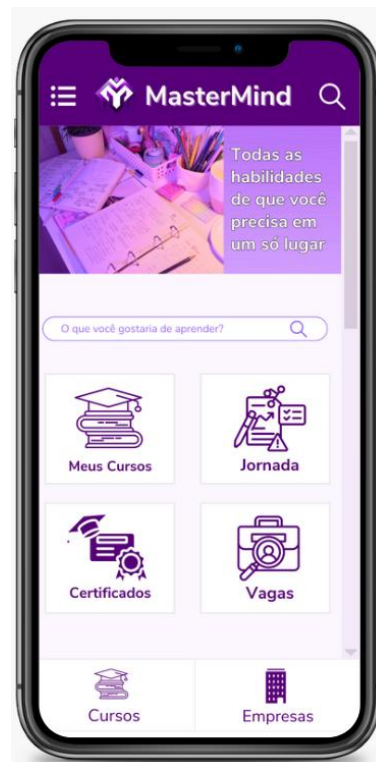 MasterMind
Todas as
habilidades
de que você
precisa em
um só lugar
O que você gostaria de aprender?
Meus Cursos
Jornada
Certificados
Vagas
Cursos
Empresas